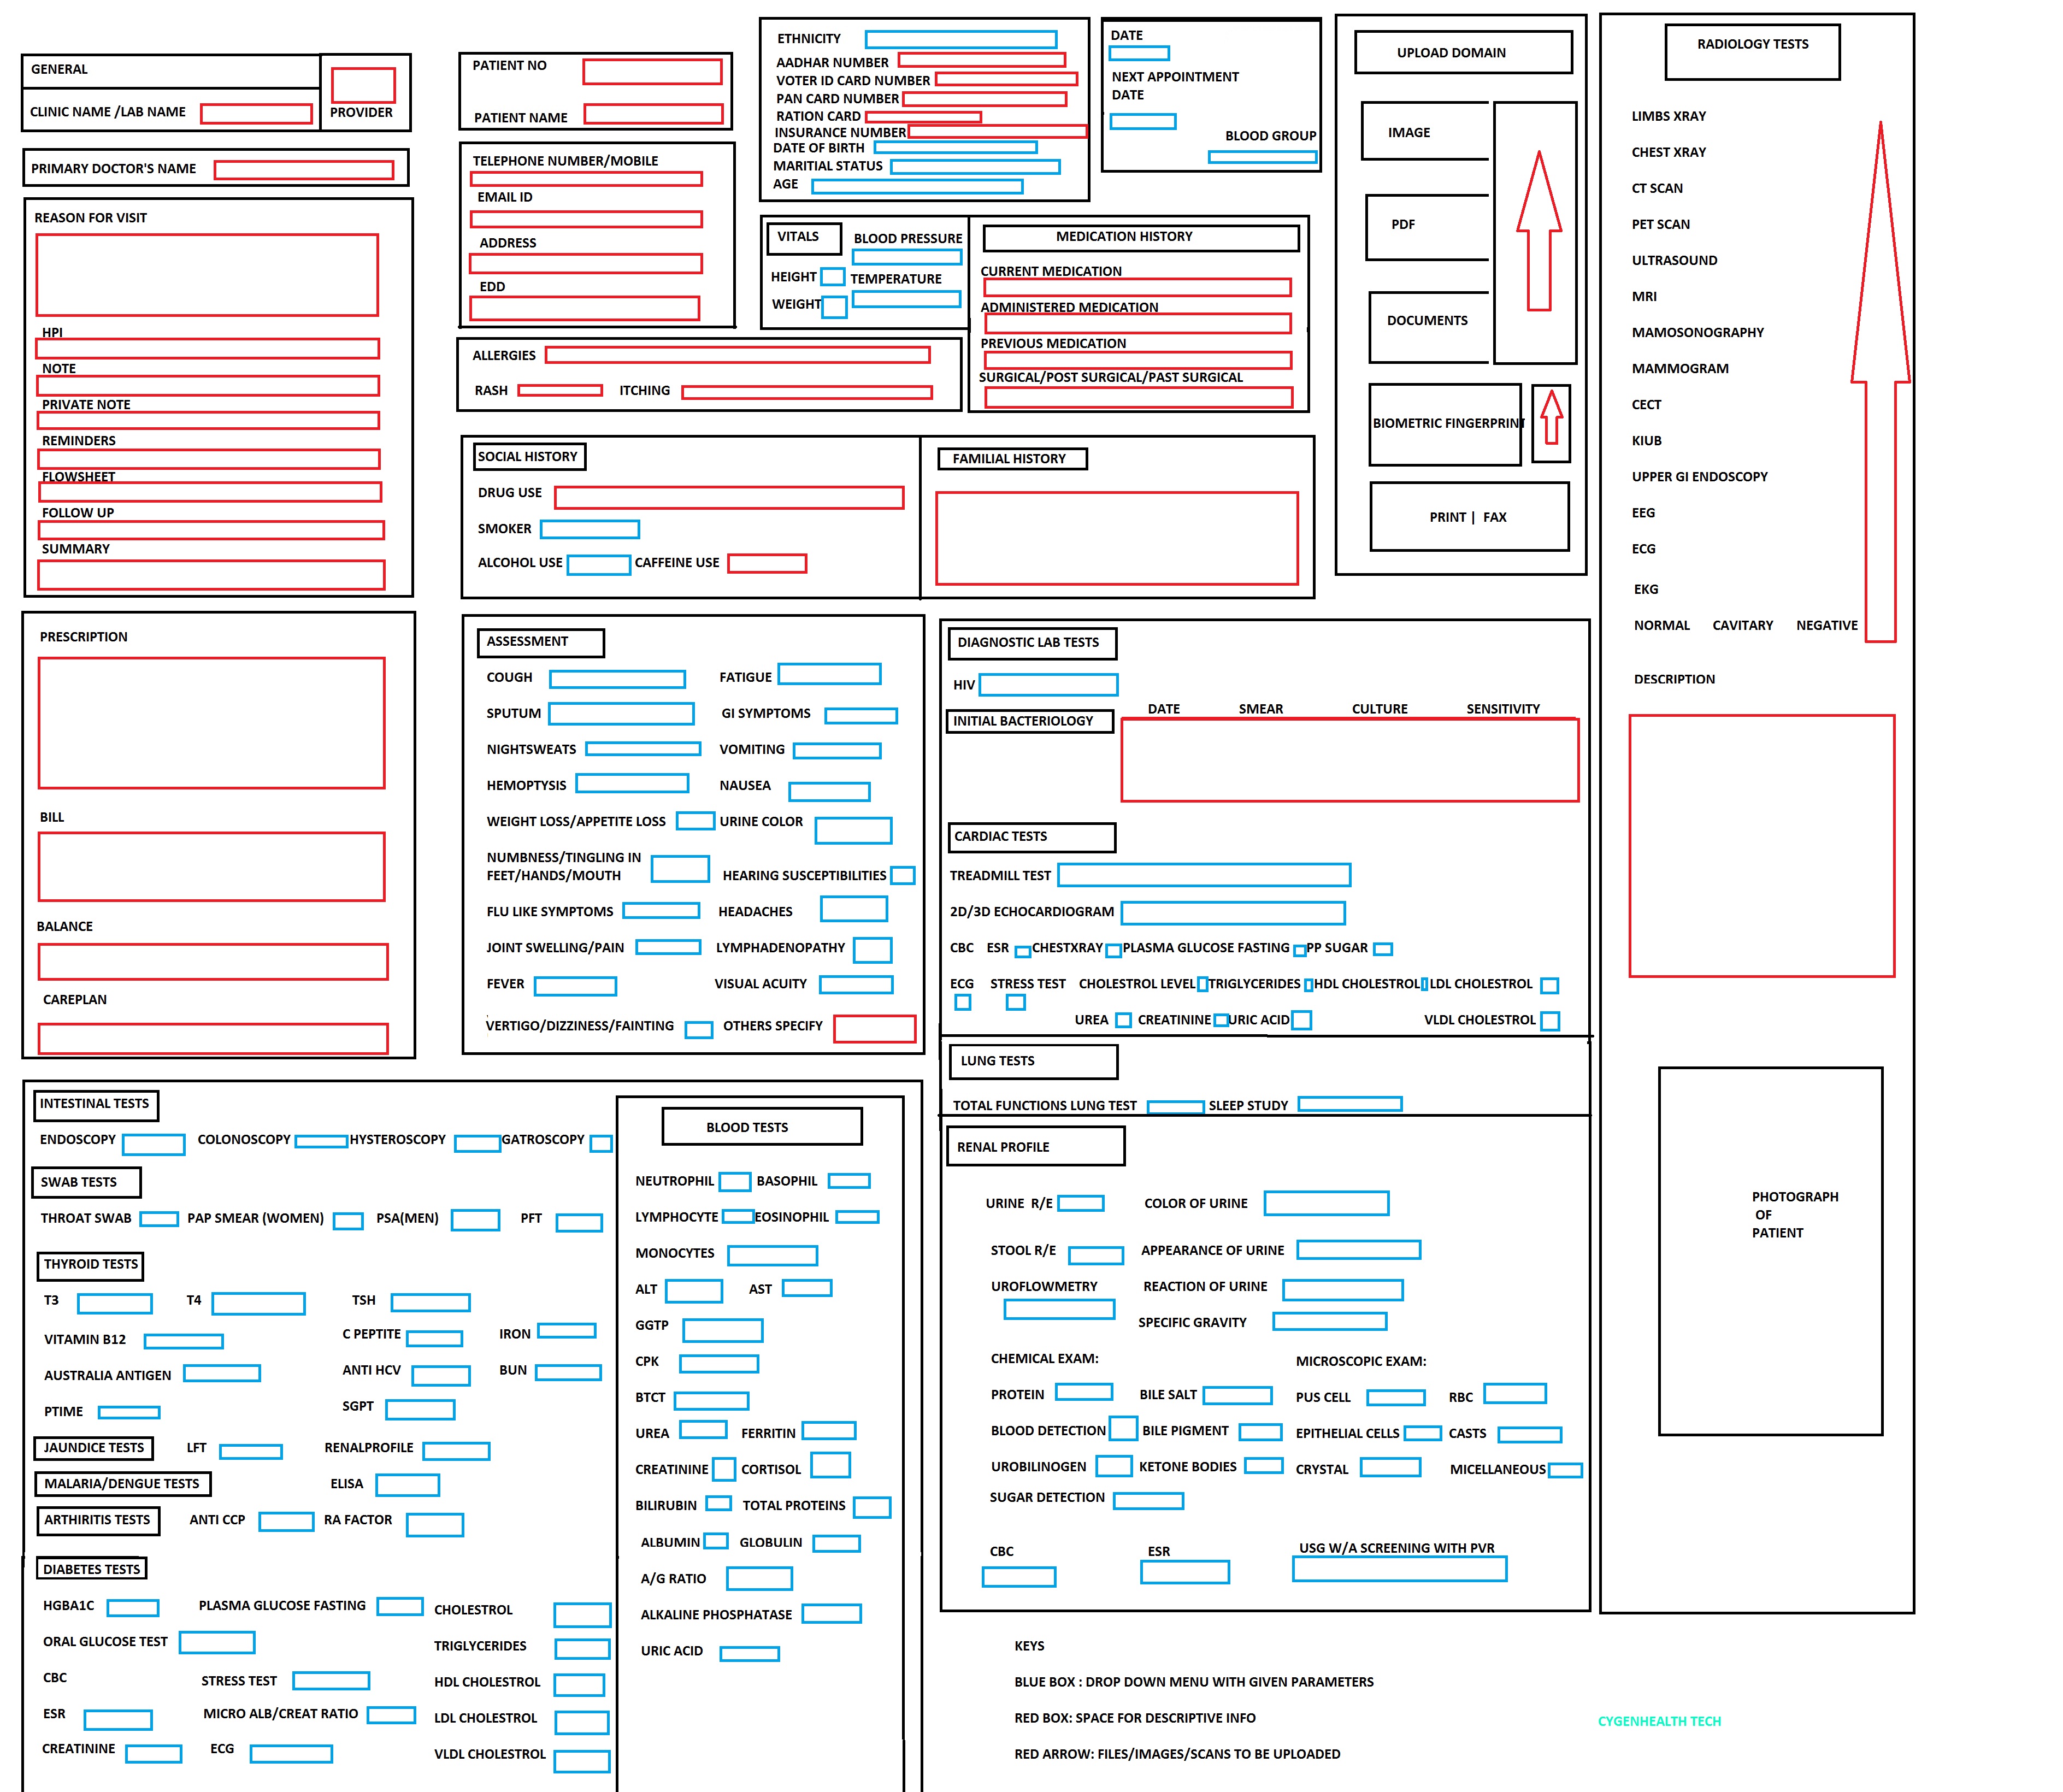 GENERAL
CLINIC NAME /LAB NAME
PROVIDER
PRIMARY DOCTOR'S NAME
REASON FOR VISIT
HPI
NOTE
PRIVATE NOTE
REMINDERS
FLOWSHEET
FOLLOW UP
SUMMARY
PRESCRIPTION
BILL
BALANCE
CAREPLAN
PATIENT NO
PATIENT NAME
TELEPHONE NUMBER/MOBILE
EMAIL ID
ADDRESS
EDD
ALLERGIES
RASH ITCHING
ETHNICITY
AADHAR NUMBER
VOTER ID CARD NUMBER
PAN CARD NUMBER
RATION CARD
INSURANCE NUMBER
DATE OF BIRTH
MARITIAL STATUS
AGE
DATE
NEXT APPOINTMENT
DATE
BLOOD GROUP
VITALS
BLOOD PRESSURE
HEIGHT TEMPERATURE
WEIGHT
MEDICATION HISTORY
CURRENT MEDICATION
ADMINISTERED MEDICATION
PREVIOUS MEDICATION
SURGICAL/POST SURGICAL/PAST SURGICAL
SOCIAL HISTORY
DRUG USE
SMOKER
ALCOHOL USE CAFFEINE USE
FAMILIAL HISTORY
UPLOAD DOMAIN
IMAGE
PDF
DOCUMENTS
BIOMETRIC FINGERPRINT
PRINT | FAX
RADIOLOGY TESTS
LIMBS XRAY
CHEST XRAY
CT SCAN
PET SCAN
ULTRASOUND
MRI
MAMOSONOGRAPHY
MAMMOGRAM
CECT
KIUB
UPPER GI ENDOSCOPY
EEG
ECG
EKG
NORMAL CAVITARY NEGATIVE
DESCRIPTION
PHOTOGRAPH
OF
PATIENT
ASSESSMENT
COUGH FATIGUE
SPUTUM GI SYMPTOMS
NIGHTSWEATS VOMITING
HEMOPTYSIS NAUSEA
WEIGHT LOSS/APPETITE LOSS URINE COLOR
NUMBNESS/TINGLING IN
FEET/HANDS/MOUTH HEARING SUSCEPTIBILITIES
FLU LIKE SYMPTOMS HEADACHES
JOINT SWELLING/PAIN LYMPHADENOPATHY
FEVER VISUAL ACUITY
VERTIGO/DIZZINESS/FAINTING OTHERS SPECIFY
DIAGNOSTIC LAB TESTS
HIV
DATE SMEAR CULTURE SENSITIVITY
INITIAL BACTERIOLOGY
CARDIAC TESTS
TREADMILL TEST
2D/3D ECHOCARDIOGRAM
CBC ESR CHESTXRAY PLASMA GLUCOSE FASTING PP SUGAR
ECG STRESS TEST CHOLESTROL LEVEL TRIGLYCERIDES HDL CHOLESTROL LDL CHOLESTROL
UREA CREATININE URIC ACID VLDL CHOLESTROL
LUNG TESTS
TOTAL FUNCTIONS LUNG TEST SLEEP STUDY
RENAL PROFILE
URINE R/E COLOR OF URINE
STOOL R/E APPEARANCE OF URINE
UROFLOWMETRY REACTION OF URINE
SPECIFIC GRAVITY
CHEMICAL EXAM: MICROSCOPIC EXAM:
PROTEIN BILE SALT PUS CELL RBC
BLOOD DETECTION BILE PIGMENT EPITHELIAL CELLS CASTS
UROBILINOGEN KETONE BODIES CRYSTAL MICELLANEOUS
SUGAR DETECTION
CBC ESR USG W/A SCREENING WITH PVR
INTESTINAL TESTS
ENDOSCOPY COLONOSCOPY HYSTEROSCOPY GATROSCOPY
SWAB TESTS
THROAT SWAB PAP SMEAR (WOMEN) PSA(MEN) PFT
THYROID TESTS
T3 T4 TSH
VITAMIN B12 C PEPTITE IRON
AUSTRALIA ANTIGEN ANTI HCV BUN
PTIME SGPT
JAUNDICE TESTS LFT RENALPROFILE
MALARIA/DENGUE TESTS ELISA
ARTHIRITIS TESTS ANTI CCP RA FACTOR
DIABETES TESTS
HGBA1C PLASMA GLUCOSE FASTING CHOLESTROL
ORAL GLUCOSE TEST TRIGLYCERIDES
CBC STRESS TEST HDL CHOLESTROL
ESR MICRO ALB/CREAT RATIO LDL CHOLESTROL
CREATININE ECG VLDL CHOLESTROL
BLOOD TESTS
NEUTROPHIL BASOPHIL
LYMPHOCYTE EOSINOPHIL
MONOCYTES
ALT AST
GGTP
CPK
BTCT
UREA FERRITIN
CREATININE CORTISOL
BILIRUBIN TOTAL PROTEINS
ALBUMIN GLOBULIN
A/G RATIO
ALKALINE PHOSPHATASE
URIC ACID
KEYS
BLUE BOX : DROP DOWN MENU WITH GIVEN PARAMETERS
RED BOX: SPACE FOR DESCRIPTIVE INFO
RED ARROW: FILES/IMAGES/SCANS TO BE UPLOADED
CYGENHEALTH TECH